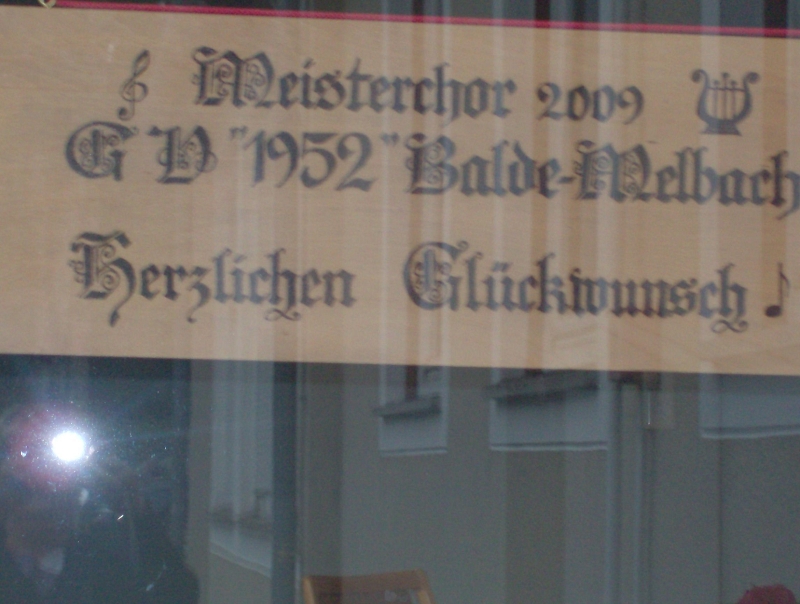 Meisterchor 2009
GV "1952" Balde-Melbach
Herzlichen Glückwunsch